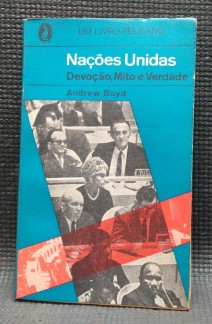 UM LIVRO PELICANO
Nações Unidas
Devoção, Mito e Verdade
Andrew Boyd